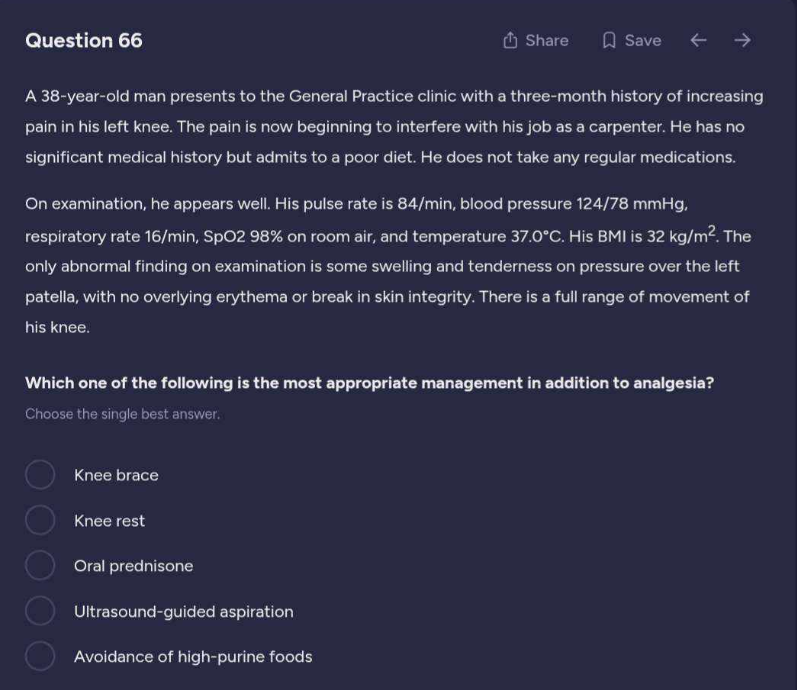 Question 66
Share
Save
A 38-year-old man presents to the General Practice clinic with a three-month history of increasing
pain in his left knee. The pain is now beginning to interfere with his job as a carpenter. He has no
significant medical history but admits to a poor diet. He does not take any regular medications.
On examination, he appears well. His pulse rate is 84/min, blood pressure 124/78 mmHg,
respiratory rate 16/min, SpO2 98% on room air, and temperature 37.0°C. His BMI is 32 kg/m². The
only abnormal finding on examination is some swelling and tenderness on pressure over the left
patella, with no overlying erythema or break in skin integrity. There is a full range of movement of
his knee.
Which one of the following is the most appropriate management in addition to analgesia?
Choose the single best answer.
Knee brace
Knee rest
Oral prednisone
Ultrasound-guided aspiration
Avoidance of high-purine foods